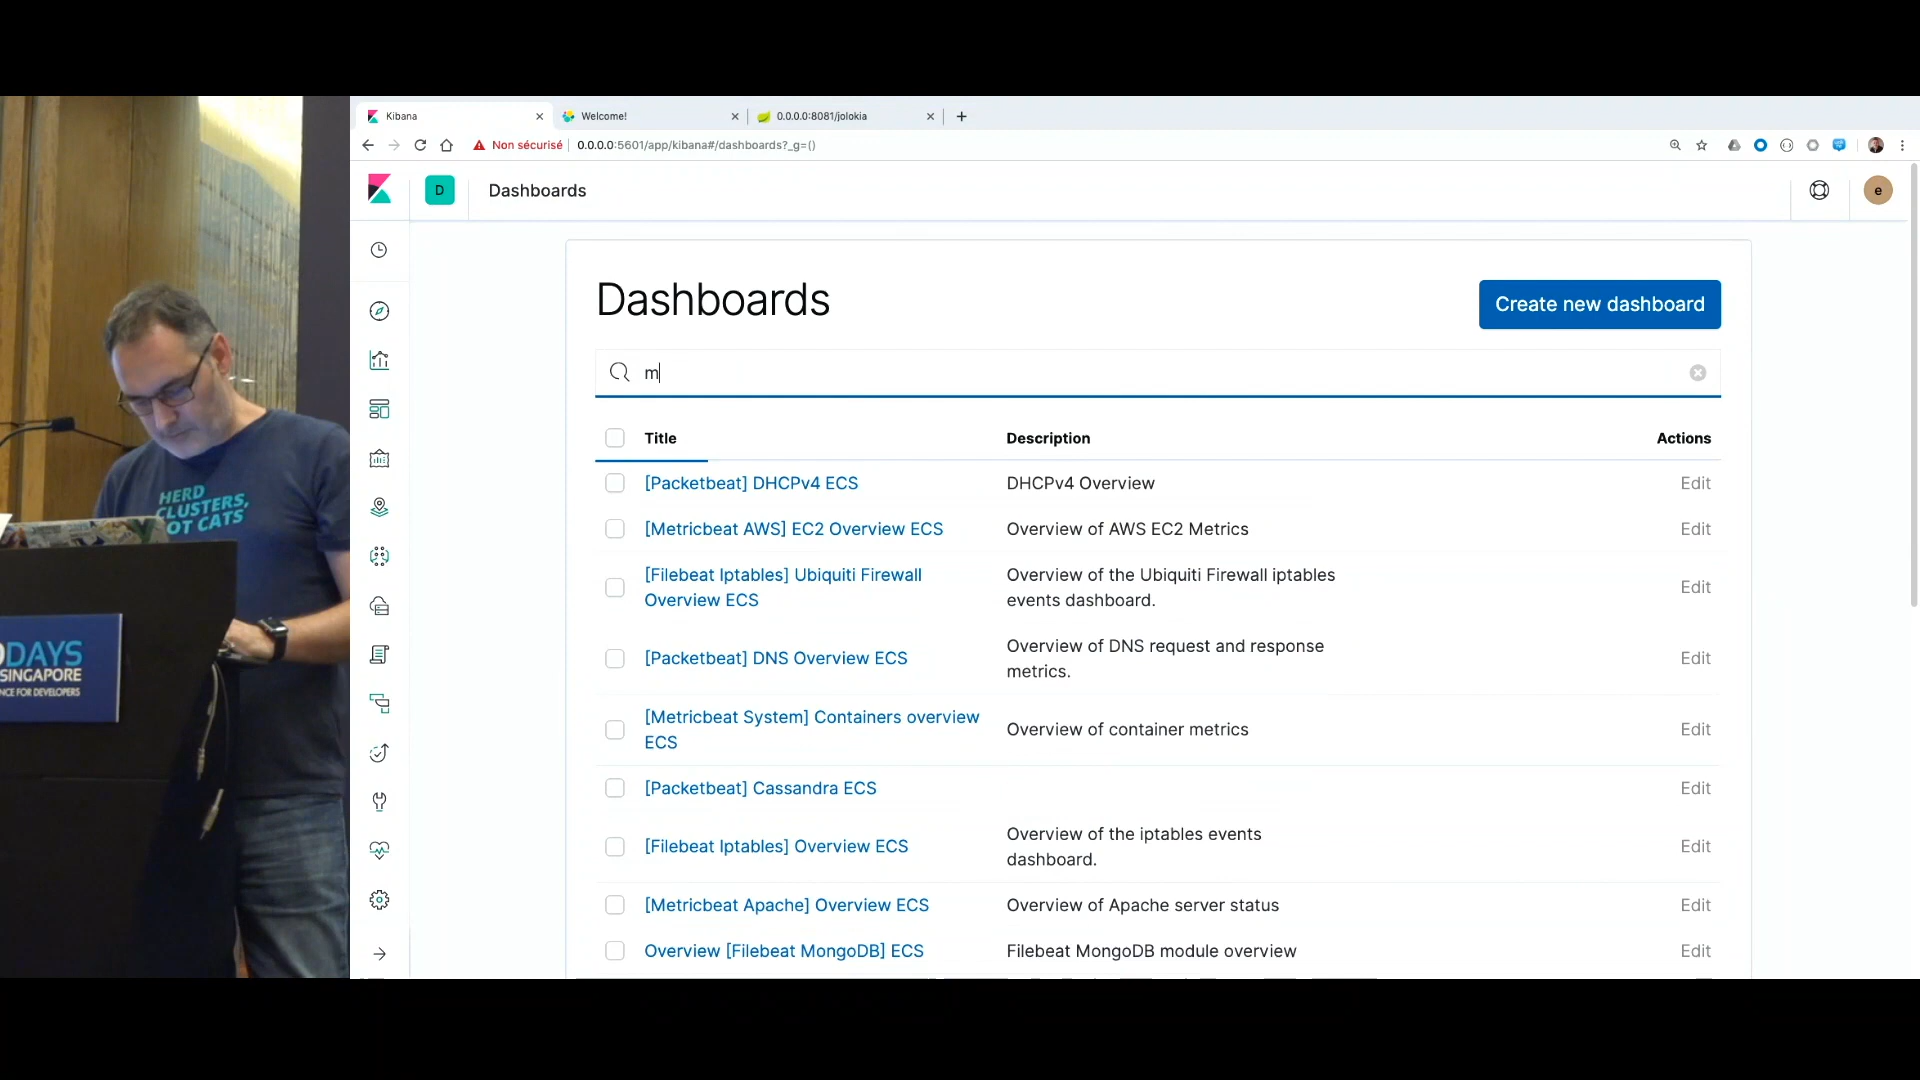 Kibana
Welcome!
0.0.0.0:8081/jolokia
Non sécurisé
0.0.0.0:5601/app/kibana#/dashboards?_g=()
D
Dashboards
e
Dashboards
Create new dashboard
m
Title
Description
Actions
[Packetbeat] DHCPv4 ECS
DHCPv4 Overview
Edit
[Metricbeat AWS] EC2 Overview ECS
Overview of AWS EC2 Metrics
Edit
[Filebeat Iptables] Ubiquiti Firewall
Overview ECS
Overview of the Ubiquiti Firewall iptables
events dashboard.
Edit
[Packetbeat] DNS Overview ECS
Overview of DNS request and response
metrics.
Edit
[Metricbeat System] Containers overview
ECS
Overview of container metrics
Edit
[Packetbeat] Cassandra ECS
Edit
[Filebeat Iptables] Overview ECS
Overview of the iptables events
dashboard.
Edit
[Metricbeat Apache] Overview ECS
Overview of Apache server status
Edit
Overview [Filebeat MongoDB] ECS
Filebeat MongoDB module overview
Edit
HERD
CLUSTERS,
OT CATS
DAYS
SINGAPORE
NCE FOR DEVELOPERS